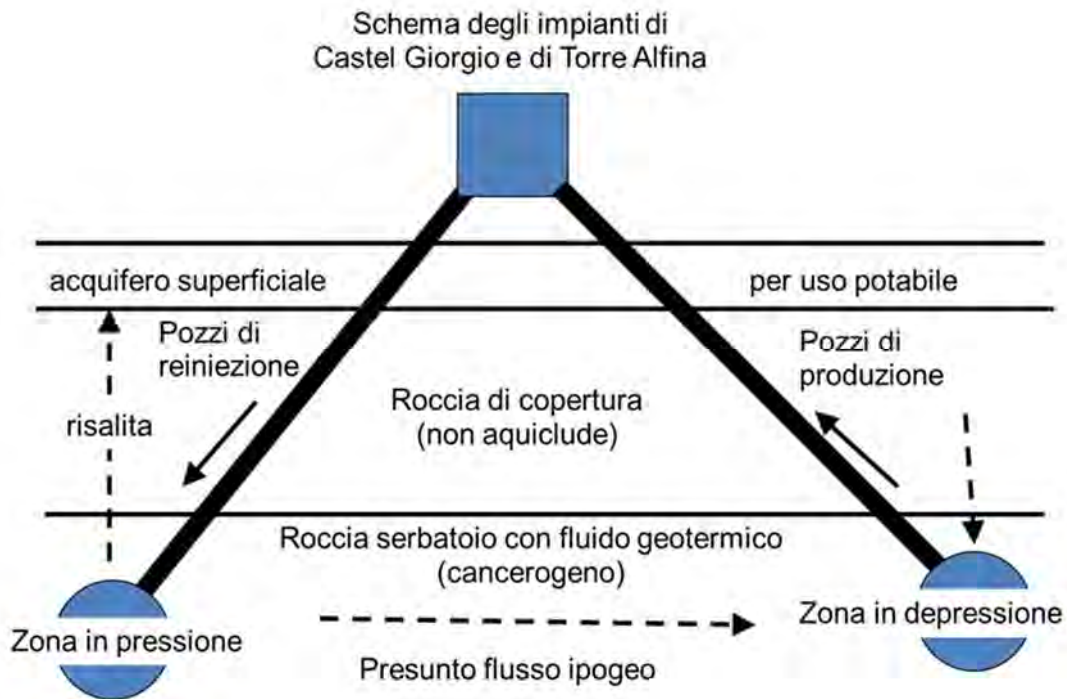 Schema degli impianti di
Castel Giorgio e di Torre Alfina
acquifero superficiale
per uso potabile
Pozzi di
reiniezione
Pozzi di
produzione
risalita
Roccia di copertura
(non aquiclude)
Roccia serbatoio con fluido geotermico
(cancerogeno)
Zona in pressione
Zona in depressione
Presunto flusso ipogeo